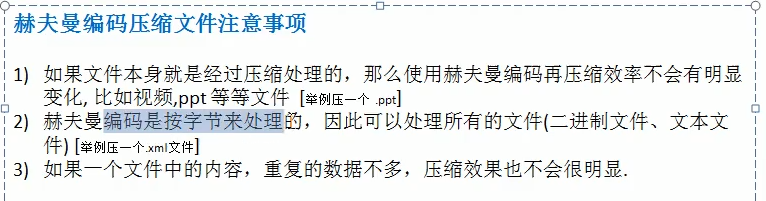 赫夫曼编码压缩文件注意事项
1) 如果文件本身就是经过压缩处理的，那么使用赫夫曼编码再压缩效率不会有明显
变化, 比如视频,ppt 等等文件 [举例压一个 .ppt]
2) 赫夫曼编码是按字节来处理的，因此可以处理所有的文件(二进制文件、文本文
件) [举例压一个.xml文件]
3) 如果一个文件中的内容，重复的数据不多，压缩效果也不会很明显.